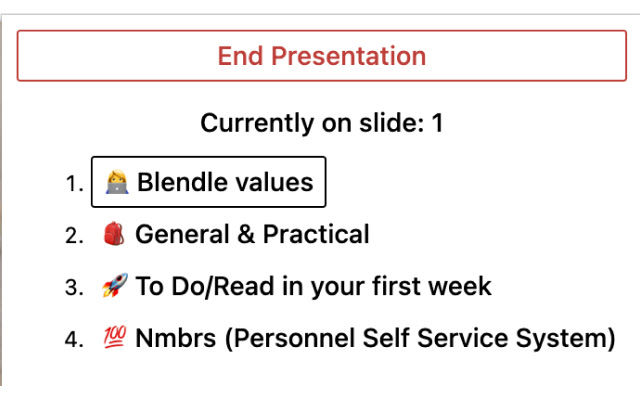 End Presentation
Currently on slide: 1
1. 👩‍💻 Blendle values
2. 🎒 General & Practical
3. 🚀 To Do/Read in your first week
4. 💯 Nmbrs (Personnel Self Service System)